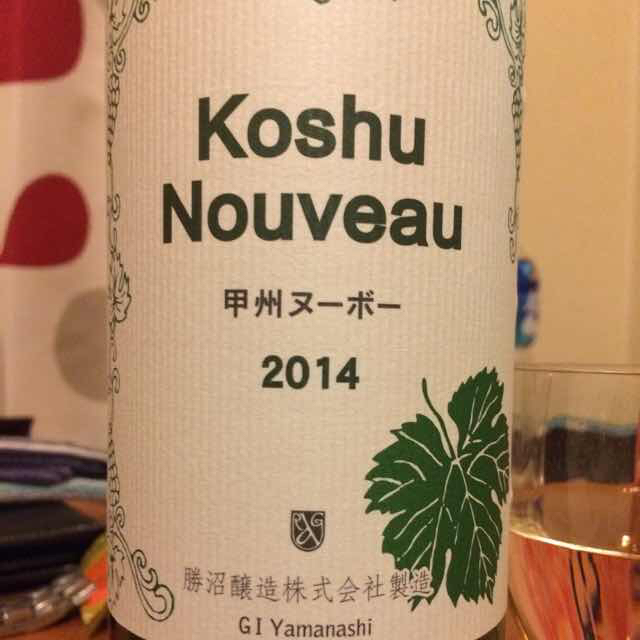 Koshu
Nouveau
甲州ヌーボー
2014
勝沼醸造株式会社製造
GI Yamanashi